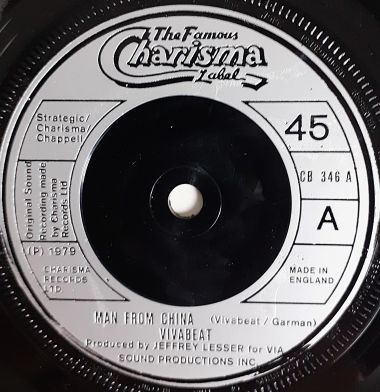 The Famous
Charisma
Label
Strategic/
Charisma/
Chappell
45
Original Sound
Recording made
by Charisma
Records Ltd
CB 346 A
A
(P) 1979
CHARISMA
RECORDS
LTD
MADE IN
ENGLAND
MAN FROM CHINA (Vivabeat / Garman)
VIVABEAT
Produced by JEFFREY LESSER for VIA
SOUND PRODUCTIONS INC.